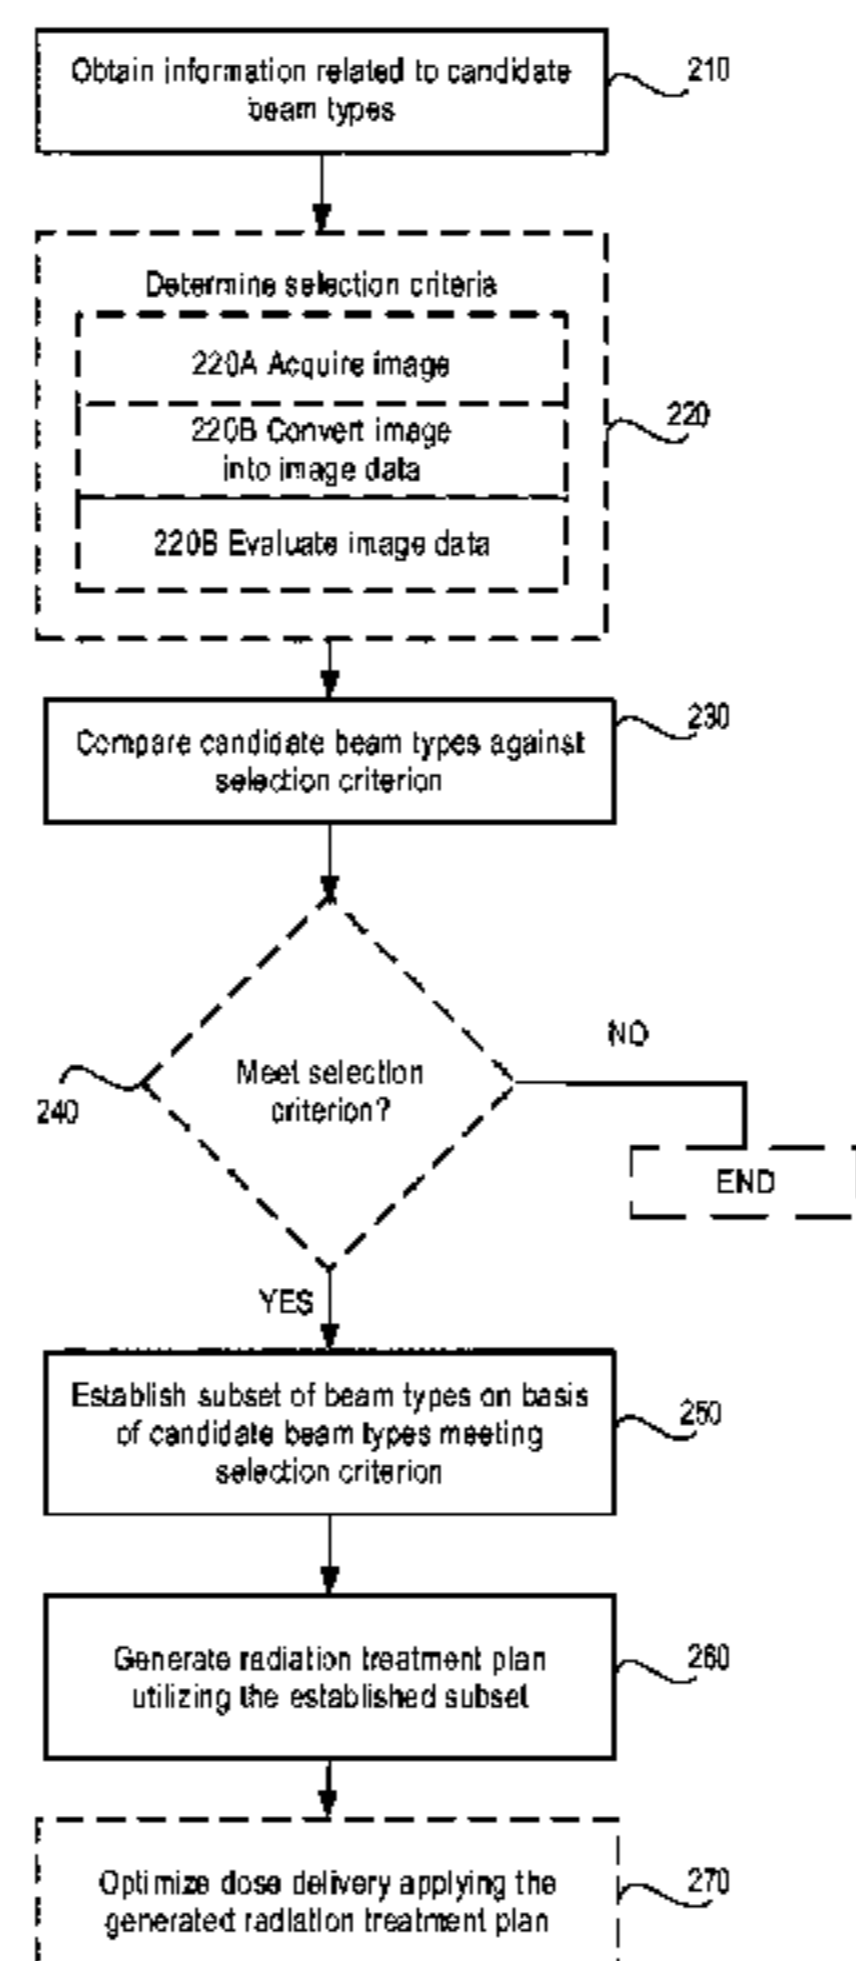 Obtain information related to candidate
beam types
210
Determine selection criteria
220A Acquire image
220B Convert image
into image data
220B Evaluate image data
220
Compare candidate beam types against
selection criterion
230
Meet selection
criterion?
240
NO
END
YES
Establish subset of beam types on basis
of candidate beam types meeting
selection criterion
250
Generate radiation treatment plan
utilizing the established subset
260
Optimize dose delivery applying the
generated radiation treatment plan
270